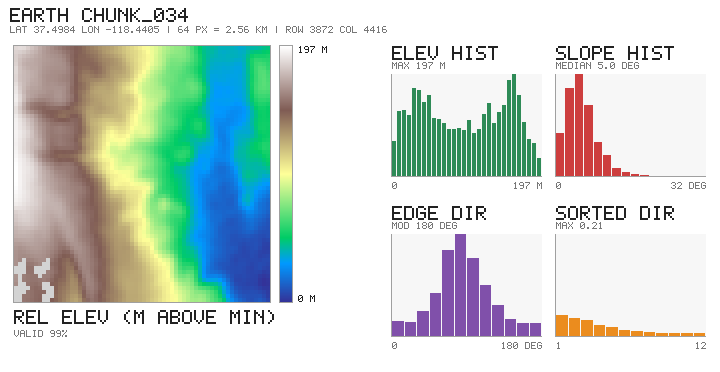 EARTH CHUNK_034
LAT 37.4984 LON -118.4405 | 64 PX = 2.56 KM | ROW 3872 COL 4416
197 M
0 M
REL ELEV (M ABOVE MIN)
VALID 99%
ELEV HIST
MAX 197 M
0 197 M
SLOPE HIST
MEDIAN 5.0 DEG
0 32 DEG
EDGE DIR
MOD 180 DEG
0 180 DEG
SORTED DIR
MAX 0.21
1 12